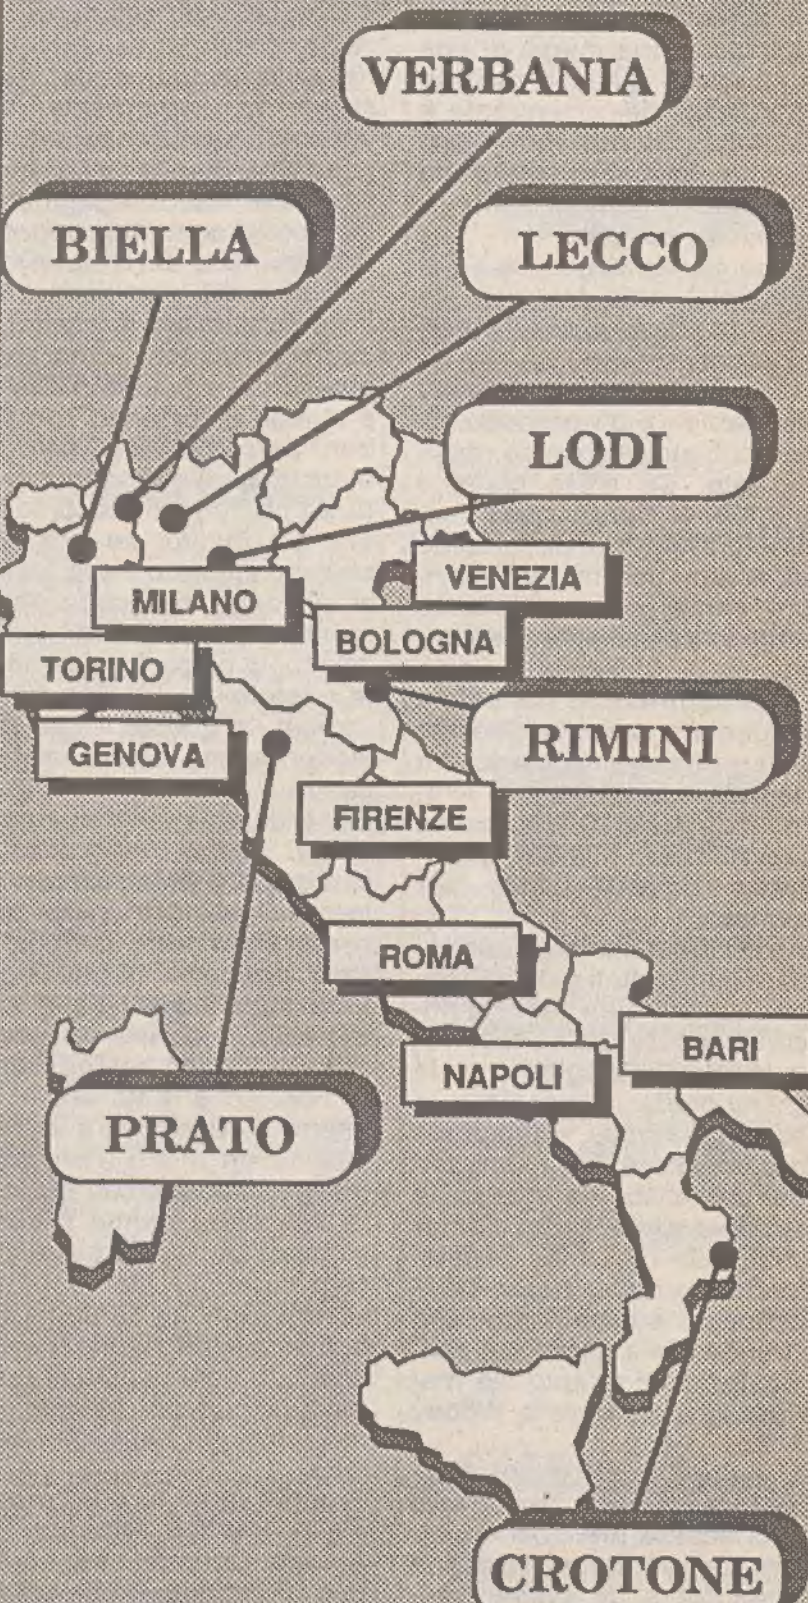 VERBANIA
BIELLA
LECCO
LODI
VENEZIA
MILANO
BOLOGNA
TORINO
RIMINI
GENOVA
FIRENZE
ROMA
BARI
NAPOLI
PRATO
CROTONE